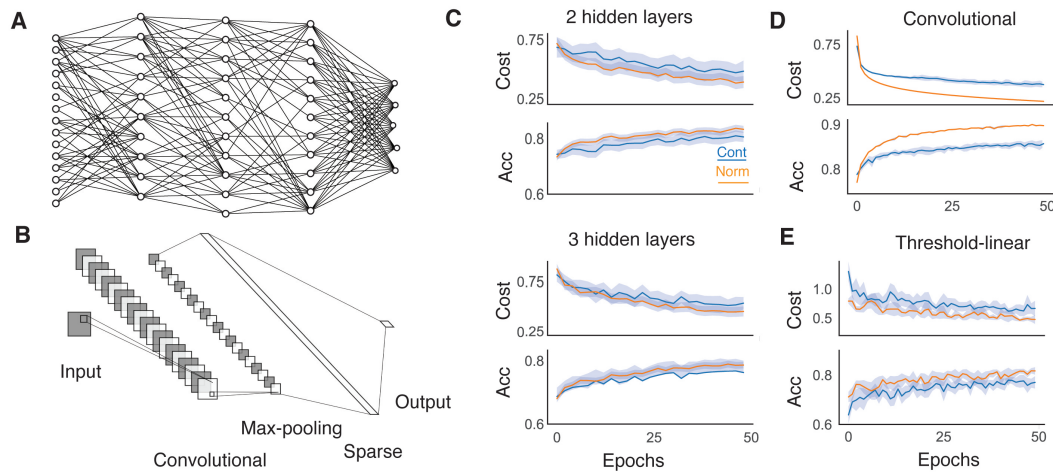 A
B
Input
Convolutional
Max-pooling
Sparse
Output
C
2 hidden layers
Cost
0.75
0.25
Acc
0.8
0.6
Cont
Norm
3 hidden layers
Cost
0.75
Acc
0.8
0.6
0 25 50
Epochs
D
Convolutional
Cost
0.75
0.25
Acc
0.9
0.8
0 25 50
E
Threshold-linear
Cost
1.0
0.5
Acc
0.8
0.6
0 25 50
Epochs